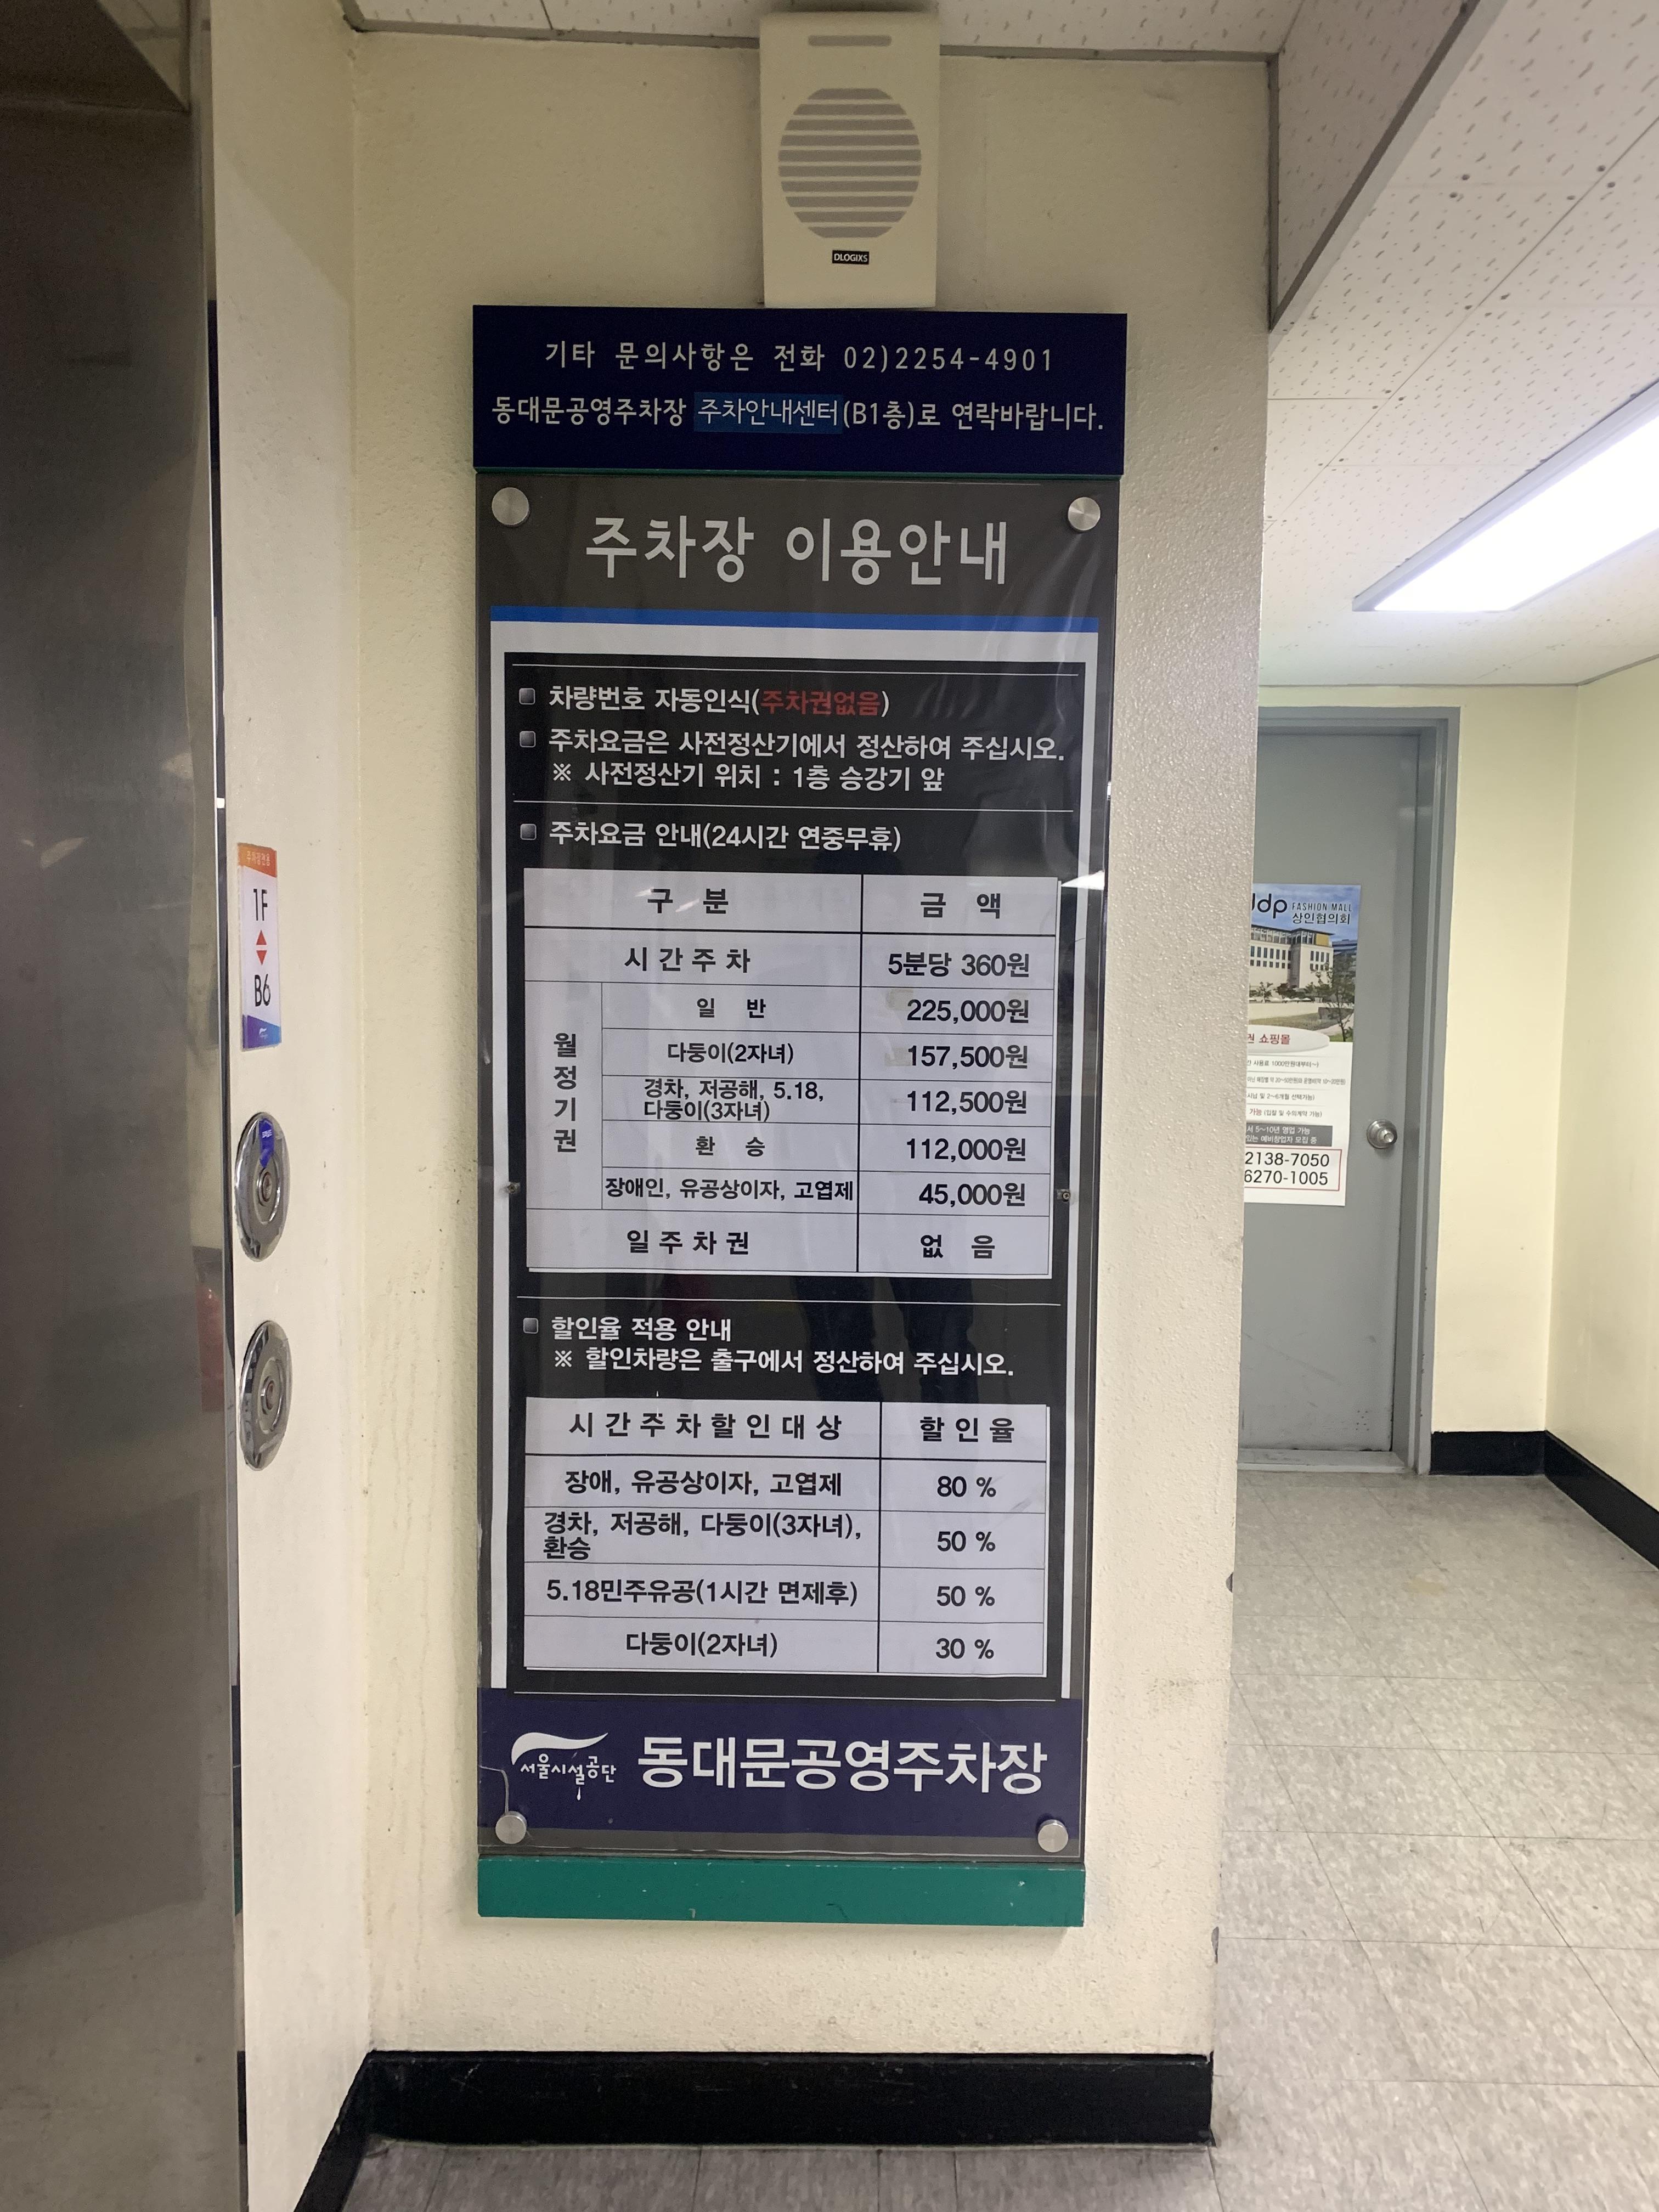 DLOGIXS
기타 문의사항은 전화 02)2254-4901
동대문공영주차장 주차안내센터(B1층)로 연락바랍니다.
주차장 이용안내
차량번호 자동인식(주차권없음)
주차요금은 사전정산기에서 정산하여 주십시오.
※ 사전정산기 위치 : 1층 승강기 앞
주차요금 안내(24시간 연중무휴)
구 분 금 액
시간주차 5분당 360원
월정기권
일 반 225,000원
다둥이(2자녀) 157,500원
경차, 저공해, 5.18,
다둥이(3자녀) 112,500원
환 승 112,000원
장애인, 유공상이자, 고엽제 45,000원
일주차권 없 음
할인율 적용 안내
※ 할인차량은 출구에서 정산하여 주십시오.
시간주차할인대상 할인율
장애, 유공상이자, 고엽제 80 %
경차, 저공해, 다둥이(3자녀),
환승 50 %
5.18민주유공(1시간 면제후) 50 %
다둥이(2자녀) 30 %
서울시설공단 동대문공영주차장
1F
B6
FASHION MALL
상인협의회
쇼핑몰
2138-7050
6270-1005